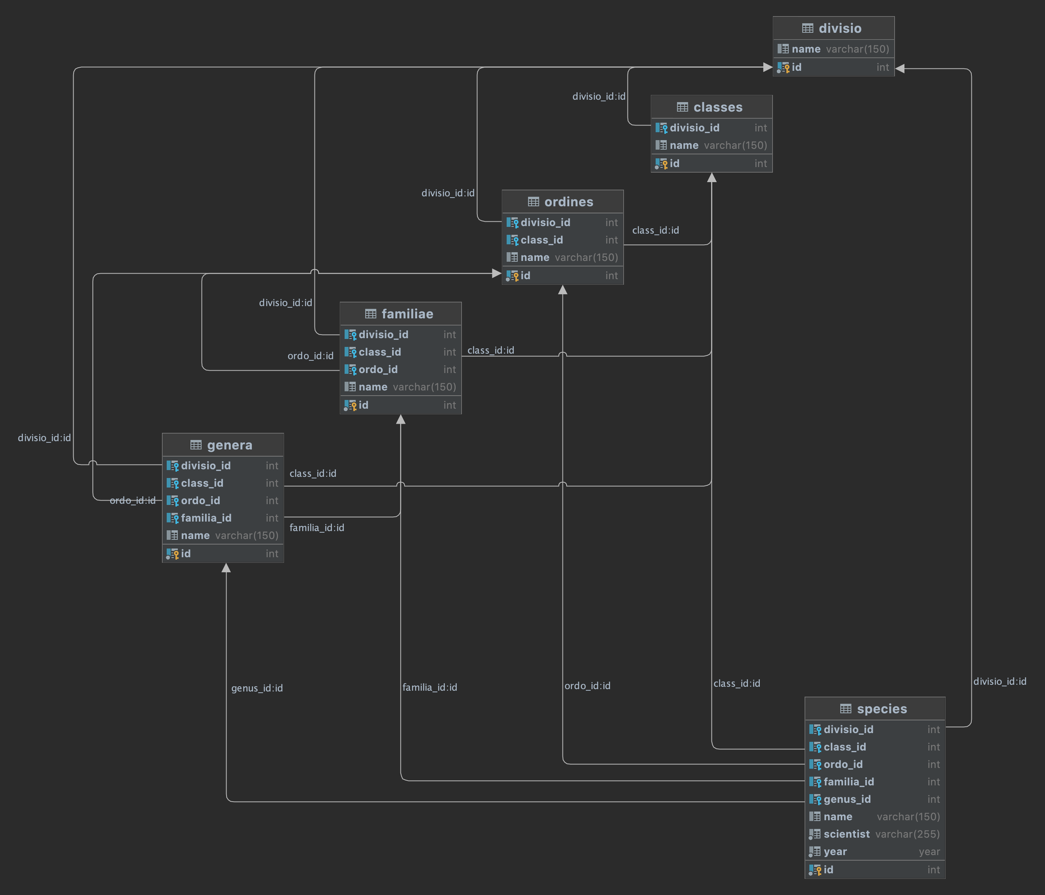 divisio
name varchar(150)
id int
divisio_id:id
classes
divisio_id int
name varchar(150)
id int
divisio_id:id
ordines
divisio_id int
class_id int
name varchar(150)
id int
class_id:id
divisio_id:id
familiae
divisio_id int
class_id int
ordo_id int
name varchar(150)
id int
ordo_id:id
class_id:id
divisio_id:id
genera
divisio_id int
class_id int
ordo_id int
familia_id int
name varchar(150)
id int
class_id:id
ordo_id:id
familia_id:id
genus_id:id
familia_id:id
ordo_id:id
class_id:id
divisio_id:id
species
divisio_id int
class_id int
ordo_id int
familia_id int
genus_id int
name varchar(150)
scientist varchar(255)
year year
id int